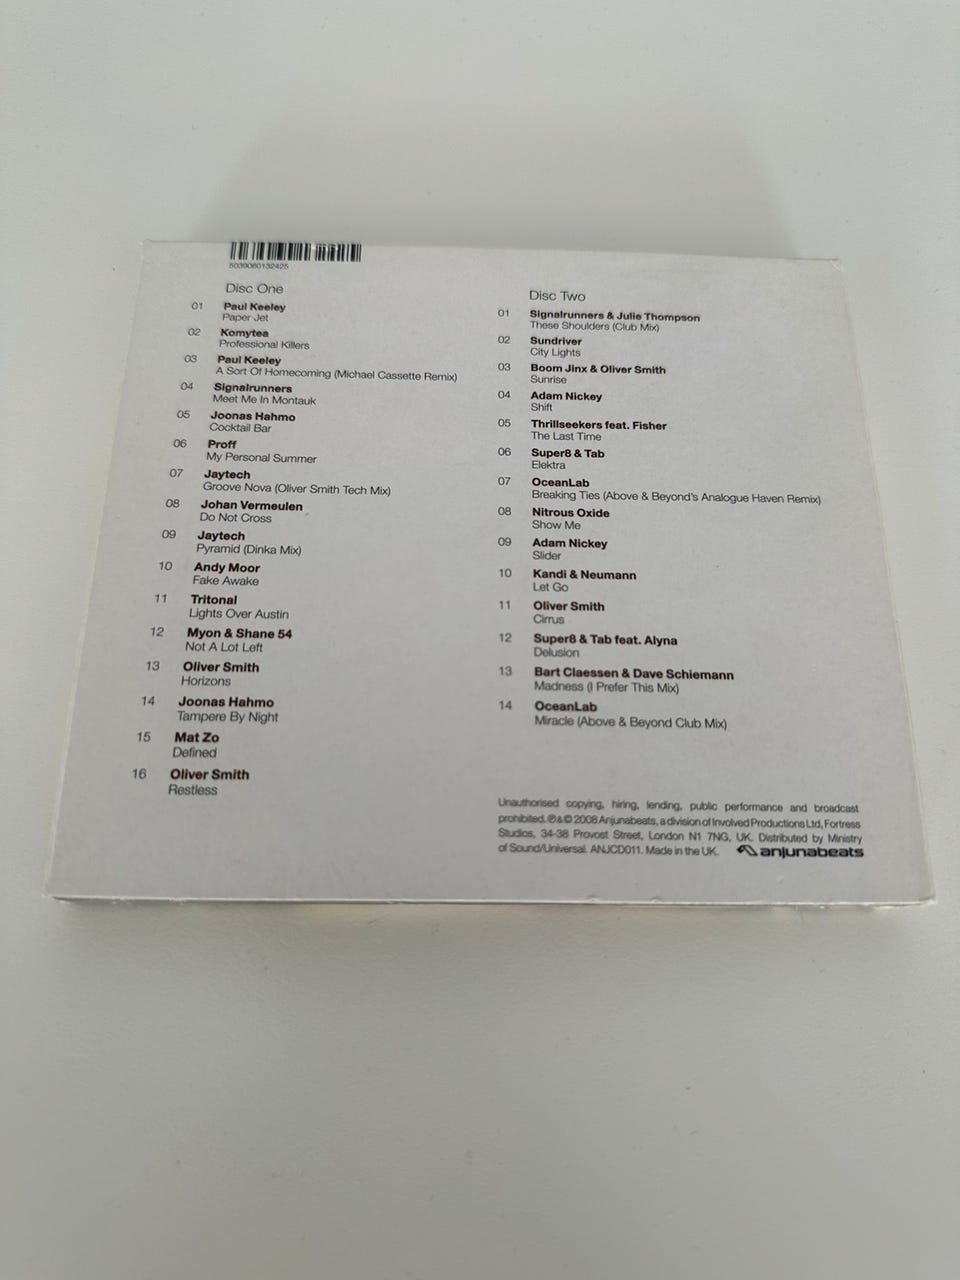 5039060132425
Disc One
01 Paul Keeley
Paper Jet
02 Komytea
Professional Killers
03 Paul Keeley
A Sort Of Homecoming (Michael Cassette Remix)
04 Signalrunners
Meet Me In Montauk
05 Joonas Hahmo
Cocktail Bar
06 Proff
My Personal Summer
07 Jaytech
Groove Nova (Oliver Smith Tech Mix)
08 Johan Vermeulen
Do Not Cross
09 Jaytech
Pyramid (Dinka Mix)
10 Andy Moor
Fake Awake
11 Tritonal
Lights Over Austin
12 Myon & Shane 54
Not A Lot Left
13 Oliver Smith
Horizons
14 Joonas Hahmo
Tampere By Night
15 Mat Zo
Defined
16 Oliver Smith
Restless
Disc Two
01 Signalrunners & Julie Thompson
These Shoulders (Club Mix)
02 Sundriver
City Lights
03 Boom Jinx & Oliver Smith
Sunrise
04 Adam Nickey
Shift
05 Thrillseekers feat. Fisher
The Last Time
06 Super8 & Tab
Elektra
07 OceanLab
Breaking Ties (Above & Beyond's Analogue Haven Remix)
08 Nitrous Oxide
Show Me
09 Adam Nickey
Slider
10 Kandi & Neumann
Let Go
11 Oliver Smith
Cirrus
12 Super8 & Tab feat. Alyna
Delusion
13 Bart Claessen & Dave Schiemann
Madness (I Prefer This Mix)
14 OceanLab
Miracle (Above & Beyond Club Mix)
Unauthorised copying, hiring, lending, public performance and broadcast
prohibited. ℗&© 2008 Anjunabeats, a division of Involved Productions Ltd, Fortress
Studios, 34-38 Provost Street, London N1 7NG, UK. Distributed by Ministry
of Sound/Universal. ANJCD011. Made in the UK. anjunabeats